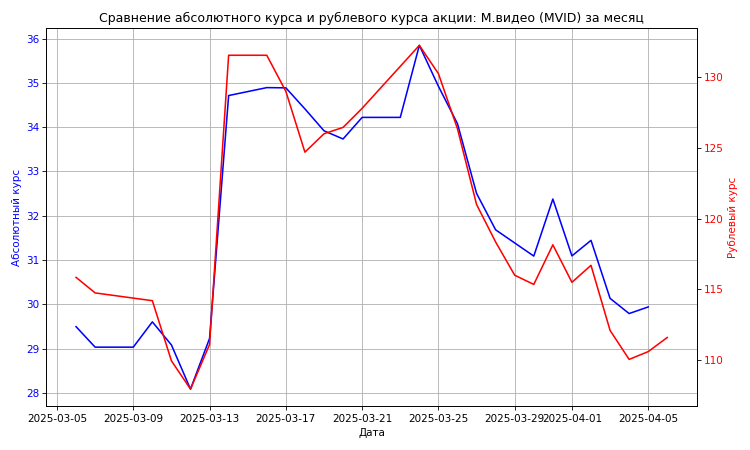 Сравнение абсолютного курса и рублевого курса акции: М.видео (MVID) за месяц
36
35
34
33
32
31
30
29
28
Абсолютный курс
130
125
120
115
110
Рублевый курс
2025-03-05 2025-03-09 2025-03-13 2025-03-17 2025-03-21 2025-03-25 2025-03-29 2025-04-01 2025-04-05
Дата